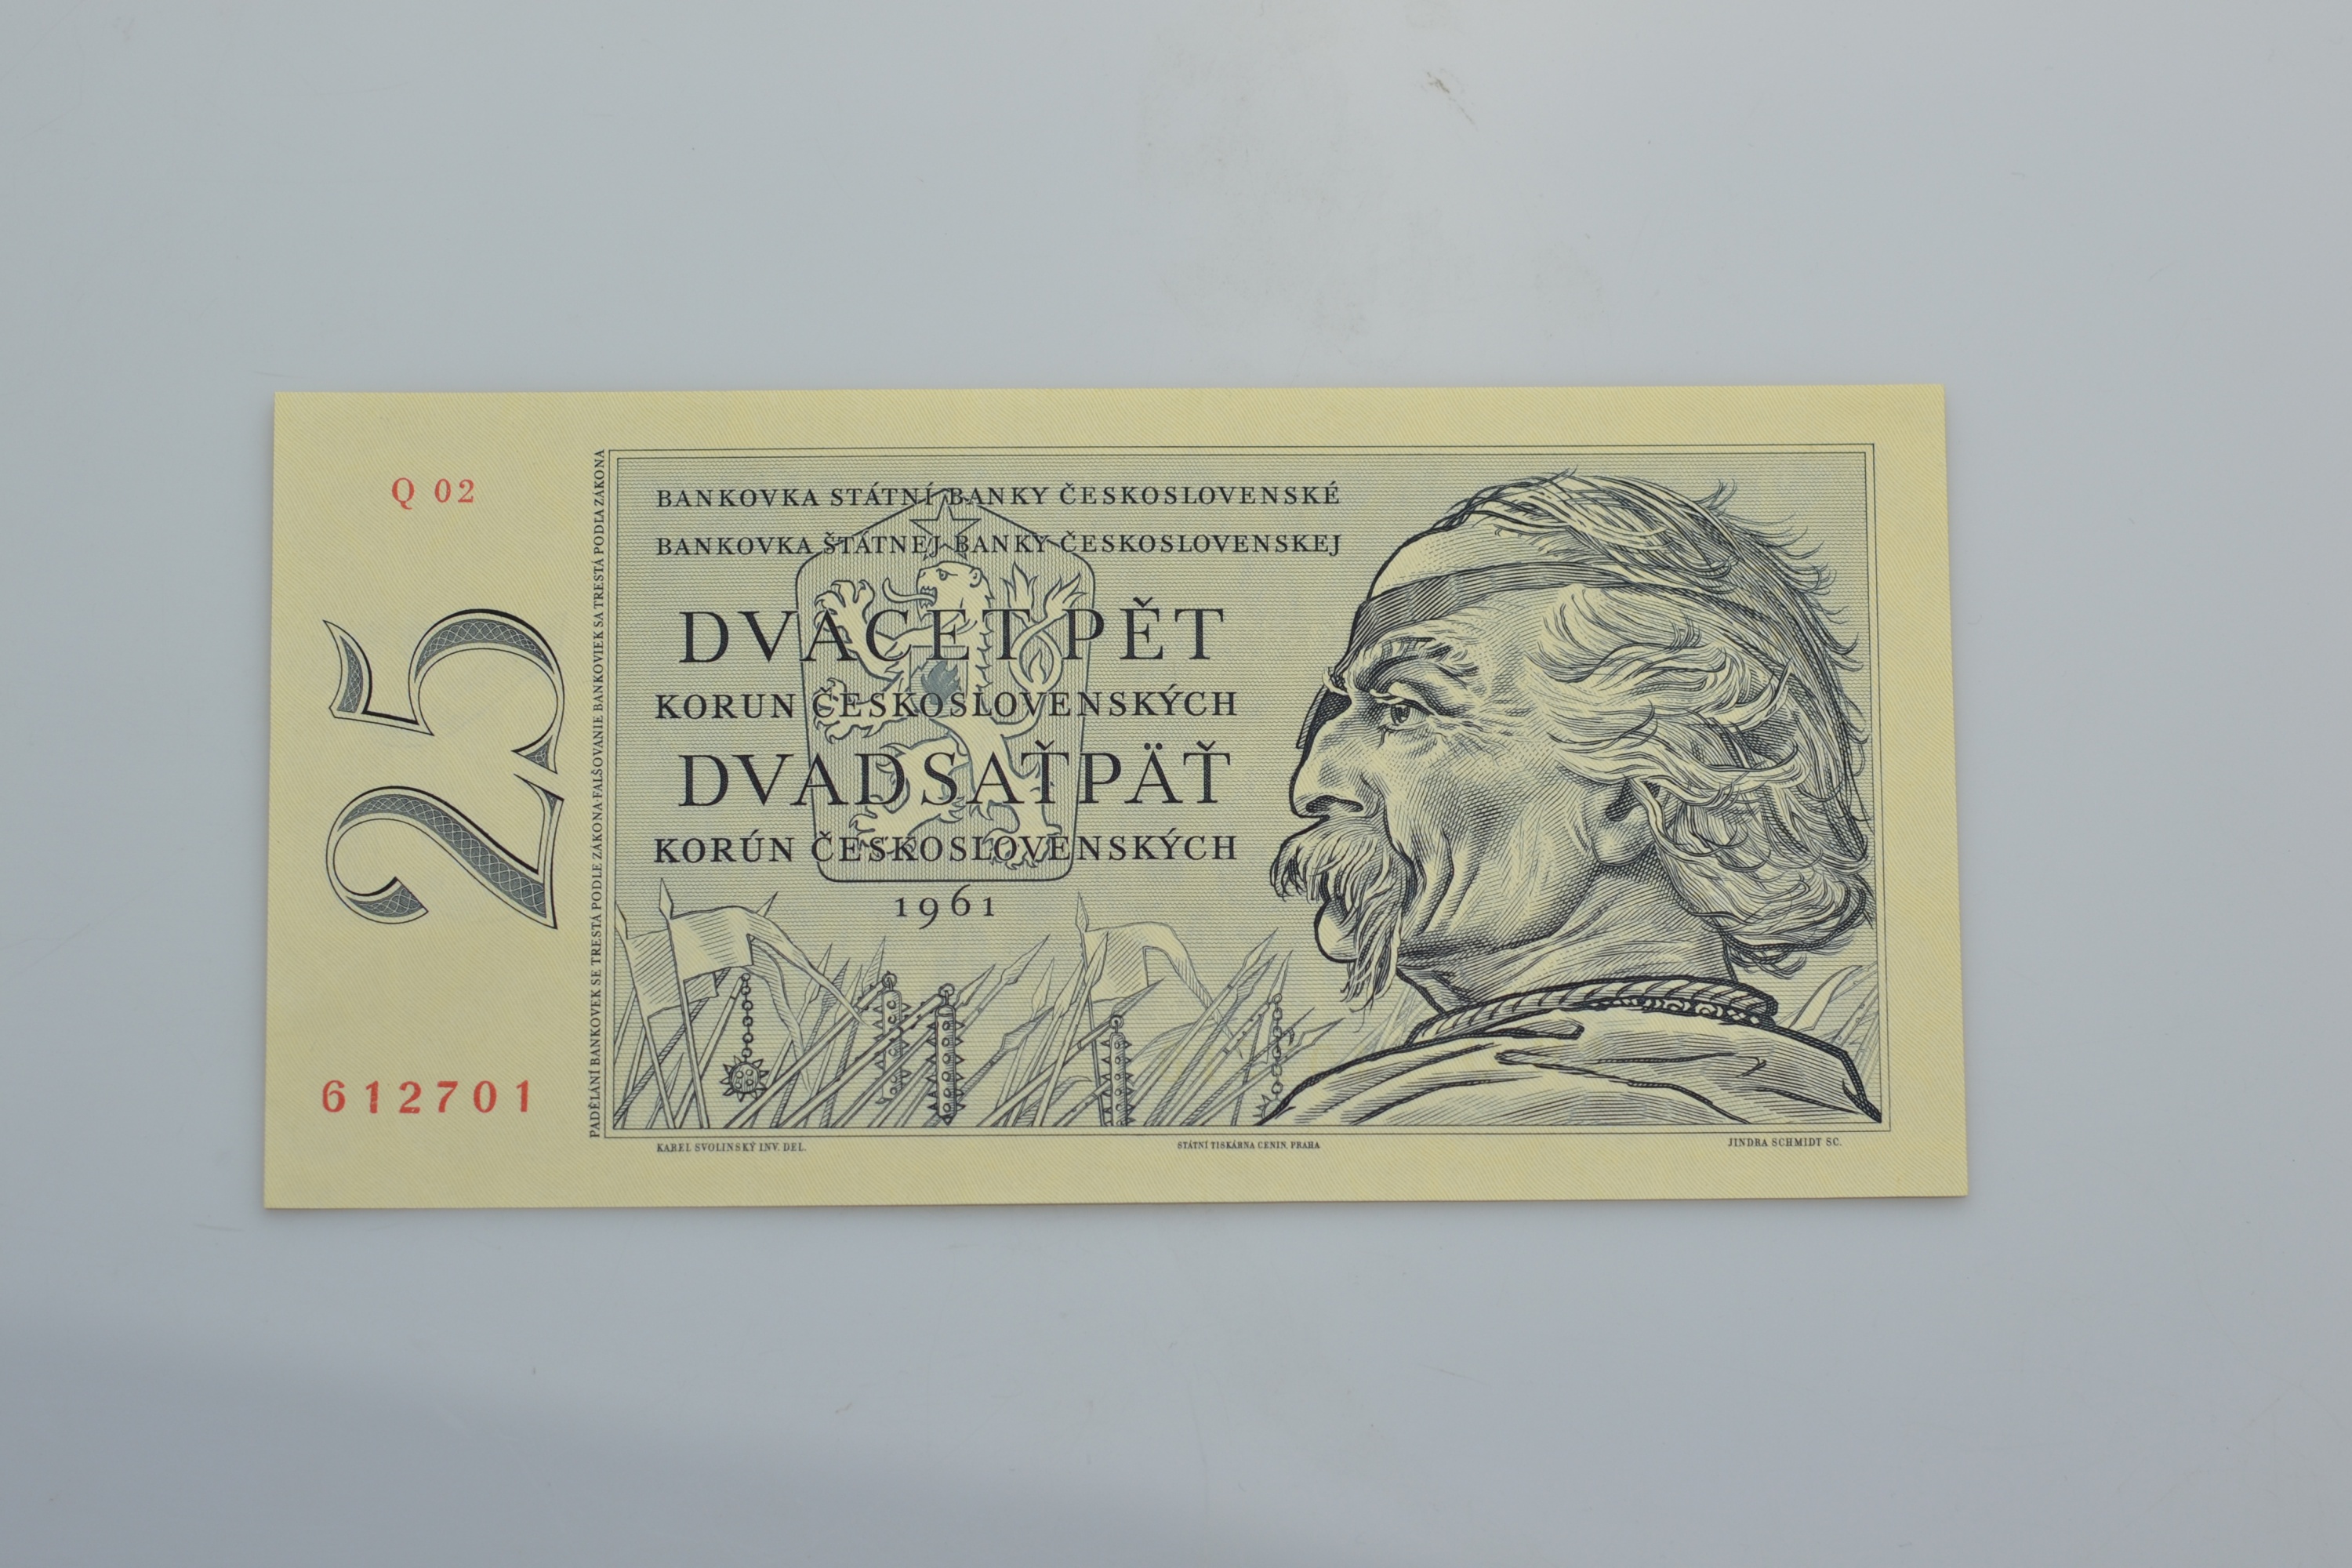 Q 02
25
612701
PADĚLÁNÍ BANKOVEK SE TRESTÁ PODLE ZÁKONA·FALŠOVANIE BANKOVIEK SA TRESTÁ PODĽA ZÁKONA
BANKOVKA STÁTNÍ BANKY ČESKOSLOVENSKÉ
BANKOVKA ŠTÁTNEJ BANKY ČESKOSLOVENSKEJ
DVACET PĚT
KORUN ČESKOSLOVENSKÝCH
DVADSAŤPÄŤ
KORÚN ČESKOSLOVENSKÝCH
1961
KAREL SVOLINSKÝ INV. DEL.
STÁTNÍ TISKÁRNA CENIN, PRAHA
JINDRA SCHMIDT SC.